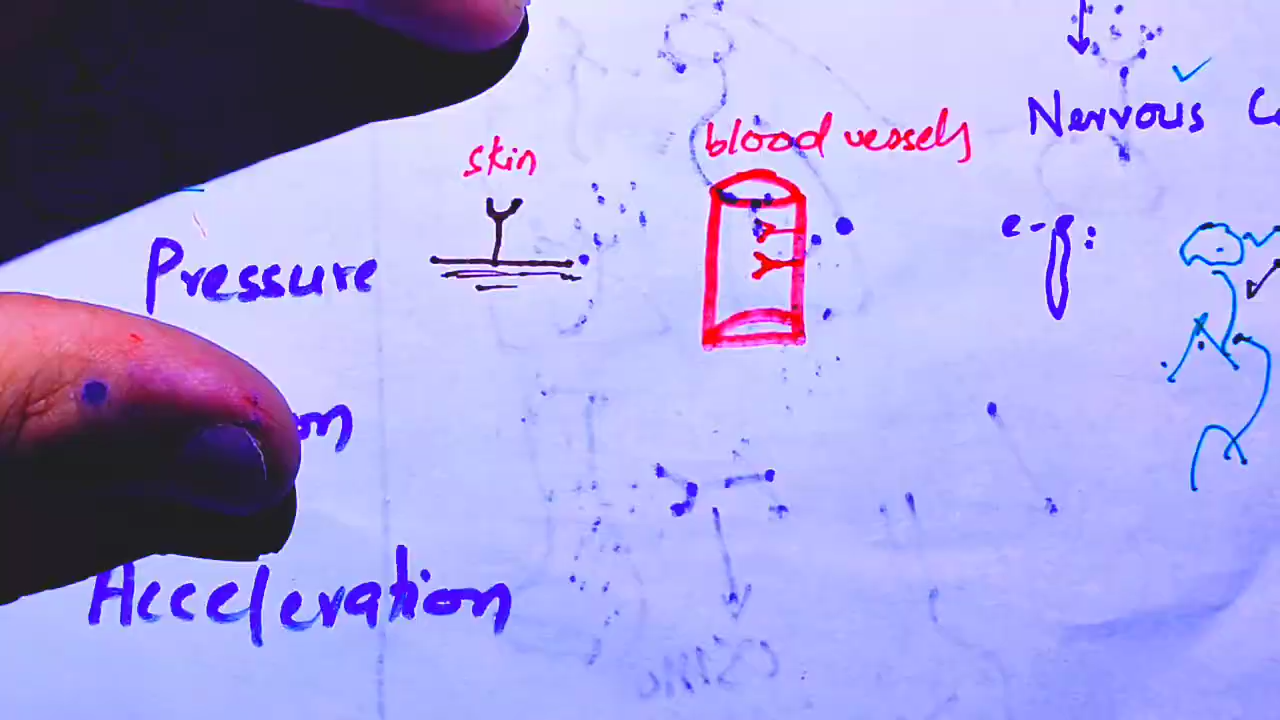 Nervous
skin
blood vessels
e-g:
Pressure
Acceleration